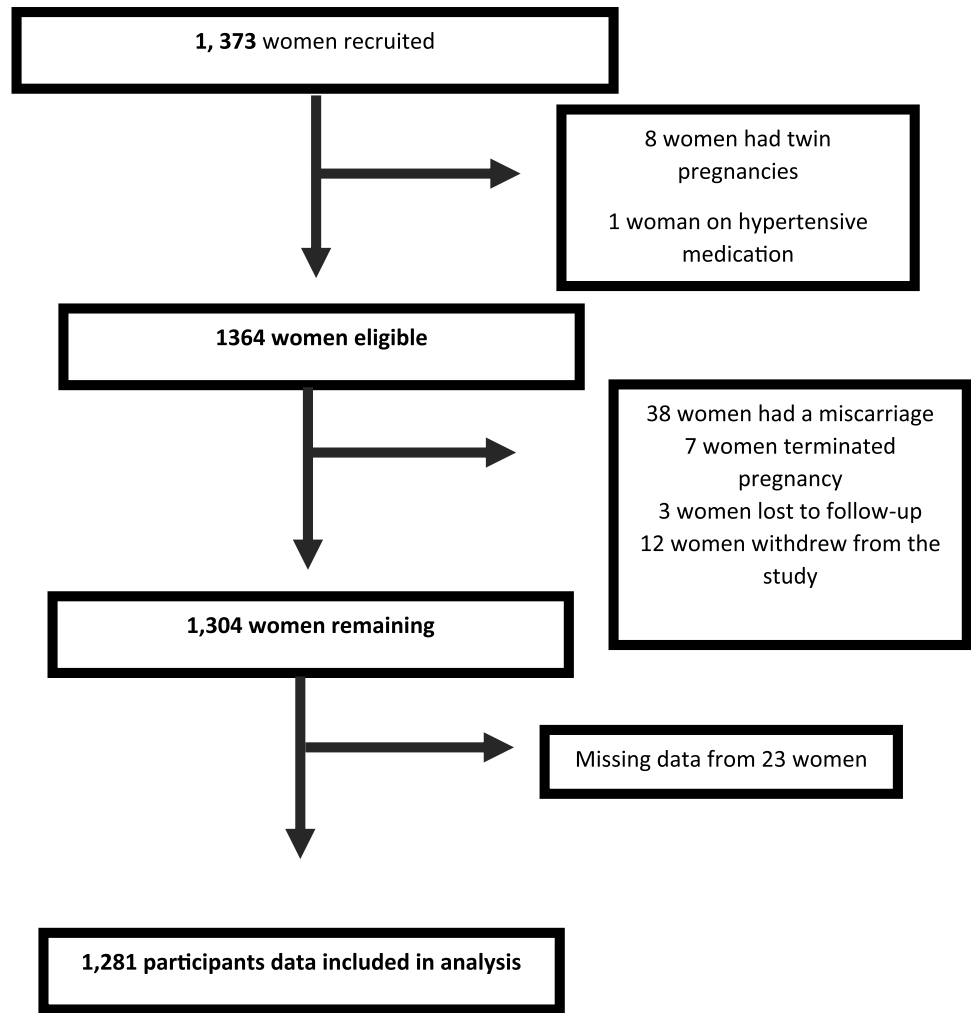 1, 373 women recruited
8 women had twin
pregnancies
1 woman on hypertensive
medication
1364 women eligible
38 women had a miscarriage
7 women terminated
pregnancy
3 women lost to follow-up
12 women withdrew from the
study
1,304 women remaining
Missing data from 23 women
1,281 participants data included in analysis